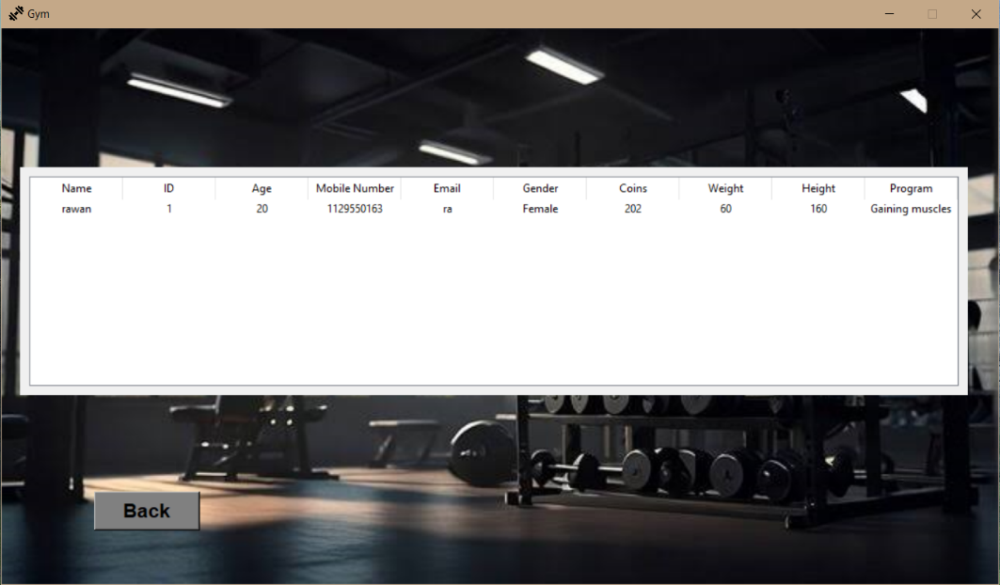 Gym
Name ID Age Mobile Number Email Gender Coins Weight Height Program
rawan 1 20 1129550163 ra Female 202 60 160 Gaining muscles
Back